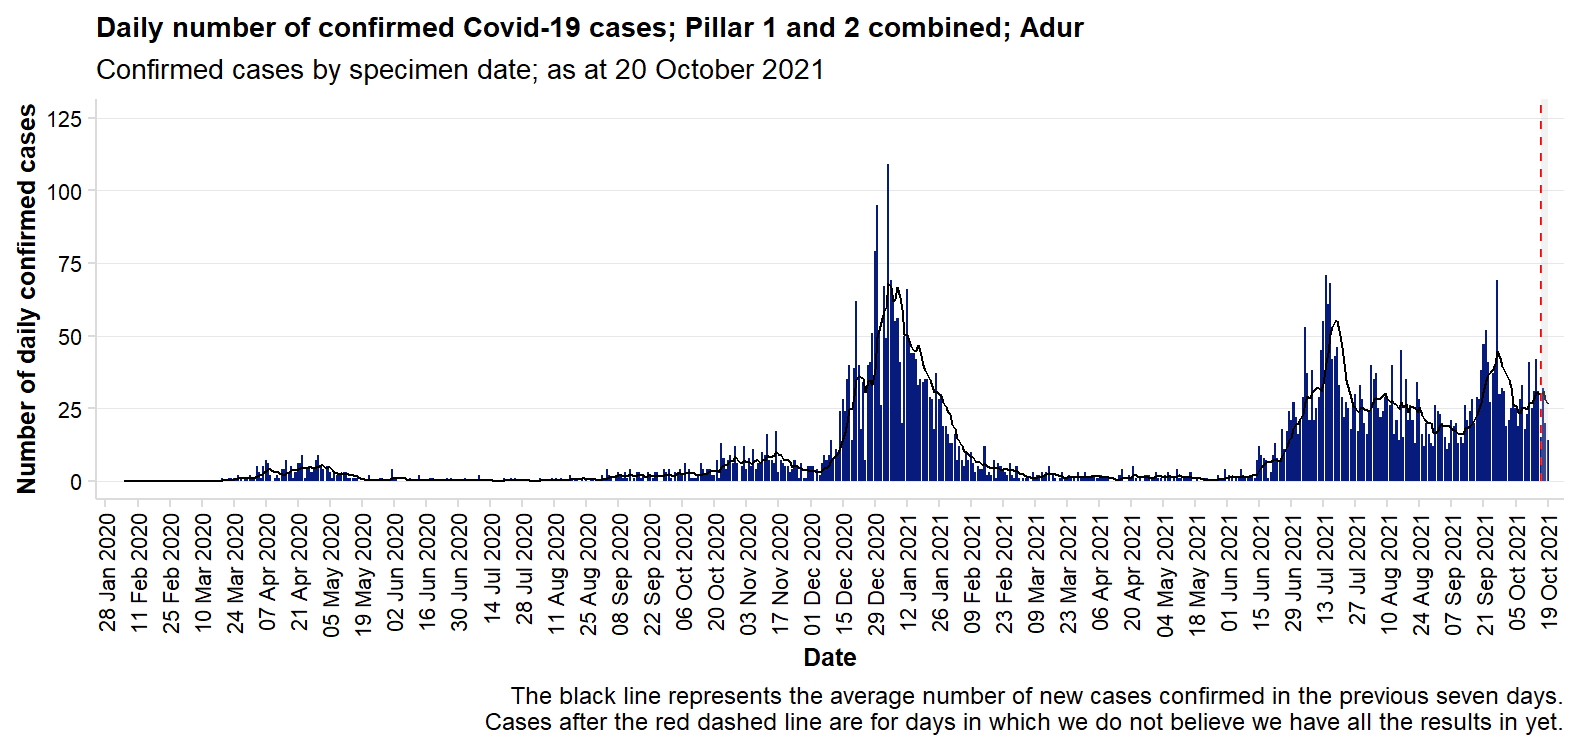 Daily number of confirmed Covid-19 cases; Pillar 1 and 2 combined; Adur
Confirmed cases by specimen date; as at 20 October 2021
Number of daily confirmed cases
125
100
75
50
25
0
28 Jan 2020
11 Feb 2020
25 Feb 2020
10 Mar 2020
24 Mar 2020
07 Apr 2020
21 Apr 2020
05 May 2020
19 May 2020
02 Jun 2020
16 Jun 2020
30 Jun 2020
14 Jul 2020
28 Jul 2020
11 Aug 2020
25 Aug 2020
08 Sep 2020
22 Sep 2020
06 Oct 2020
20 Oct 2020
03 Nov 2020
17 Nov 2020
01 Dec 2020
15 Dec 2020
29 Dec 2020
12 Jan 2021
26 Jan 2021
09 Feb 2021
23 Feb 2021
09 Mar 2021
23 Mar 2021
06 Apr 2021
20 Apr 2021
04 May 2021
18 May 2021
01 Jun 2021
15 Jun 2021
29 Jun 2021
13 Jul 2021
27 Jul 2021
10 Aug 2021
24 Aug 2021
07 Sep 2021
21 Sep 2021
05 Oct 2021
19 Oct 2021
Date
The black line represents the average number of new cases confirmed in the previous seven days.
Cases after the red dashed line are for days in which we do not believe we have all the results in yet.